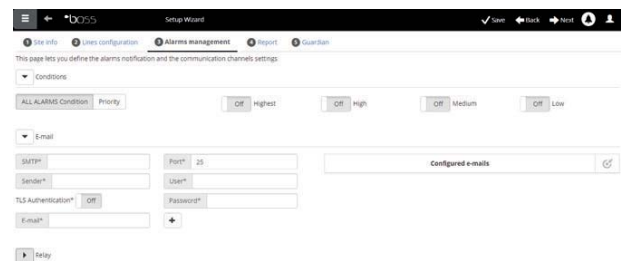 boss Setup Wizard Save Back Next
1 Site info 2 Lines configuration 3 Alarms management 4 Report 5 Guardian
This page lets you define the alarms notification and the communication channels settings
Conditions
ALL ALARMS Condition Priority Off Highest Off High Off Medium Off Low
E-mail
SMTP* Port* 25 Configured e-mails
Sender* User*
TLS Authentication* Off Password*
E-mail* +
Relay